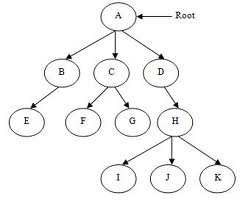 A Root
B C D
E F G H
I J K